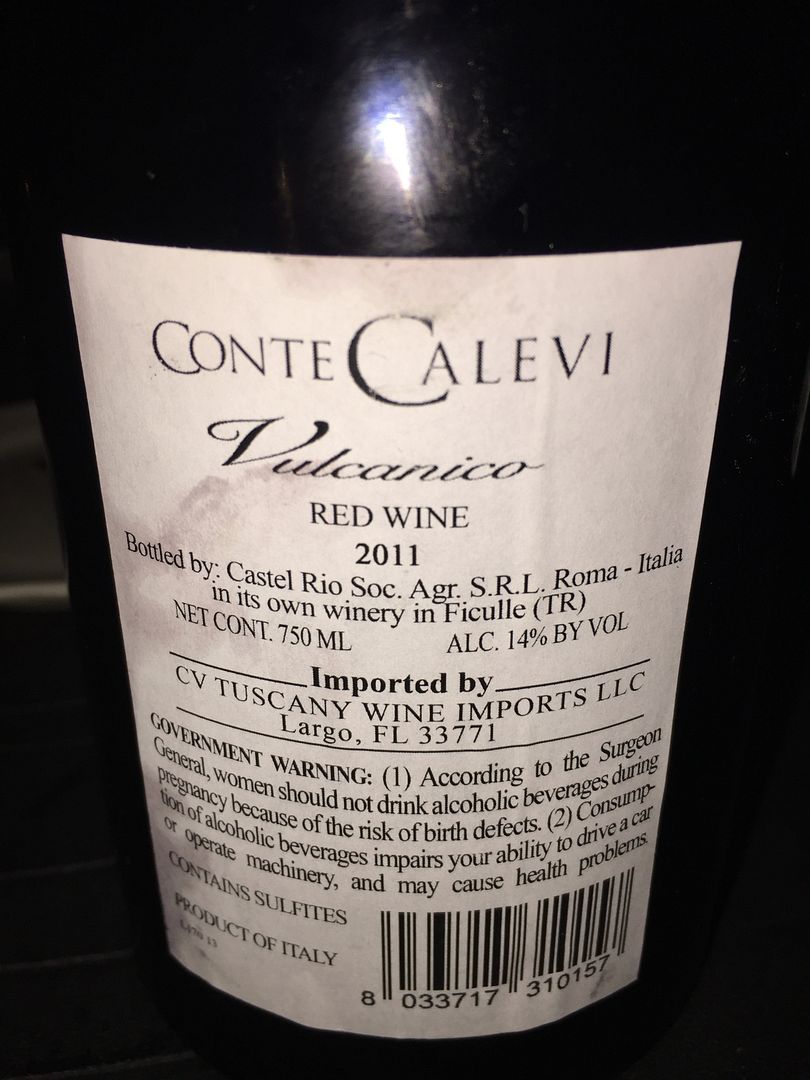 CONTE CALEVI
Vulcanico
RED WINE
2011
Bottled by: Castel Rio Soc. Agr. S.R.L. Roma - Italia
in its own winery in Ficulle (TR)
NET CONT. 750 ML ALC. 14% BY VOL
Imported by
CV TUSCANY WINE IMPORTS LLC
Largo, FL 33771
GOVERNMENT WARNING: (1) According to the Surgeon
General, women should not drink alcoholic beverages during
pregnancy because of the risk of birth defects. (2) Consump-
tion of alcoholic beverages impairs your ability to drive a car
or operate machinery, and may cause health problems.
CONTAINS SULFITES
PRODUCT OF ITALY
8 033717 310157